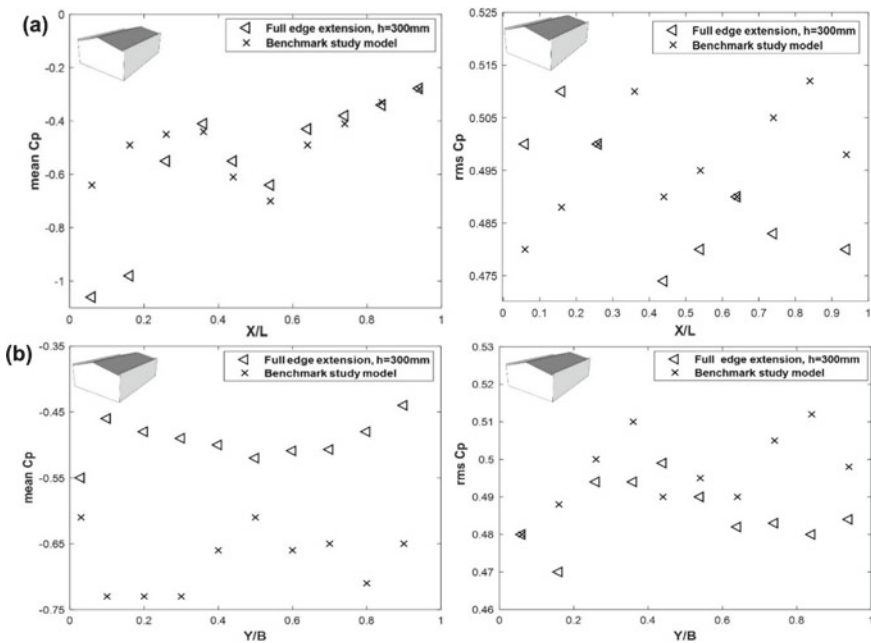 (a)
0
-0.2
-0.4
-0.6
-0.8
-1
mean Cp
0 0.2 0.4 0.6 0.8 1
X/L
Full edge extension, h=300mm
Benchmark study model
0.525
0.515
0.505
0.495
0.485
0.475
rms Cp
0 0.1 0.2 0.3 0.4 0.5 0.6 0.7 0.8 0.9 1
X/L
Full edge extension, h=300mm
Benchmark study model
(b)
-0.35
-0.45
-0.55
-0.65
-0.75
mean Cp
0 0.2 0.4 0.6 0.8 1
Y/B
Full edge extension, h=300mm
Benchmark study model
0.53
0.52
0.51
0.5
0.49
0.48
0.47
0.46
rms Cp
0 0.2 0.4 0.6 0.8 1
Y/B
Full edge extension, h=300mm
Benchmark study model